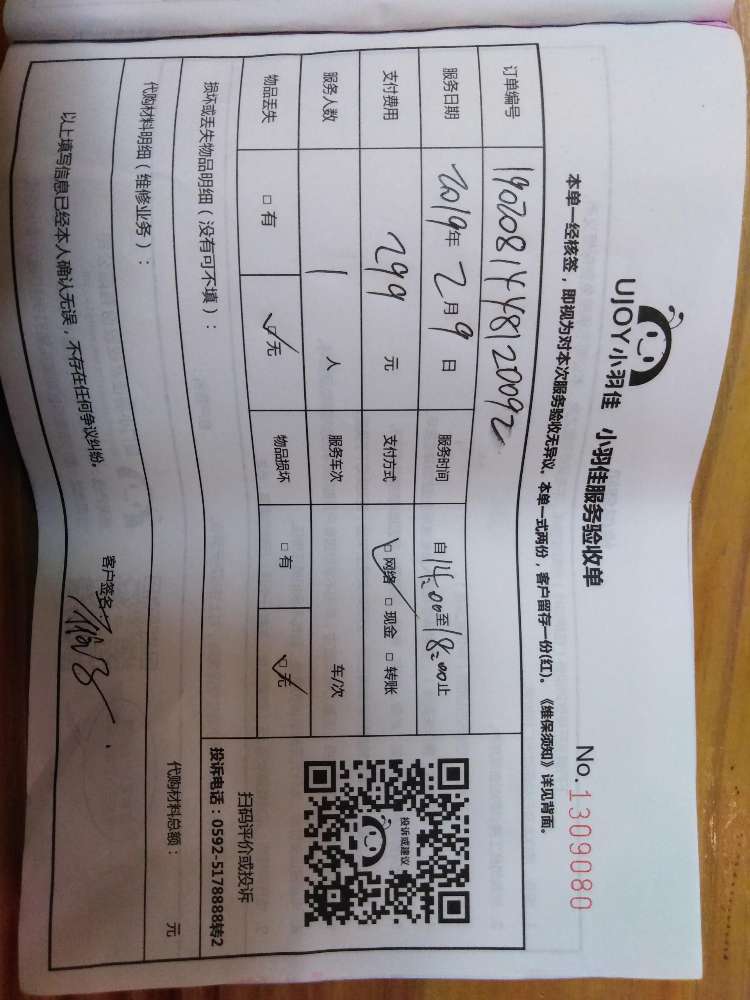 UJOY小羽佳 小羽佳服务验收单
No.1309080
本单一经核签，即视为对本次服务验收无异议、本单一式两份，客户留存一份(红)。《维保须知》详见背面。
订单编号 1902081448120092
服务日期 2019年2月9日 服务时间 自14:00至18:00止
支付费用 299元 支付方式 ☑网络 □现金 □转账
服务人数 1人 服务车次 车/次
物品丢失 □有 ☑无 物品损坏 □有 ☑无
损坏或丢失物品明细（没有可不填）：
投诉或建议
扫码评价或投诉
投诉电话：0592-5178888转2
代购材料明细（维修业务）： 代购材料总额： 元
以上填写信息已经本人确认无误，不存在任何争议纠纷。
客户签名: